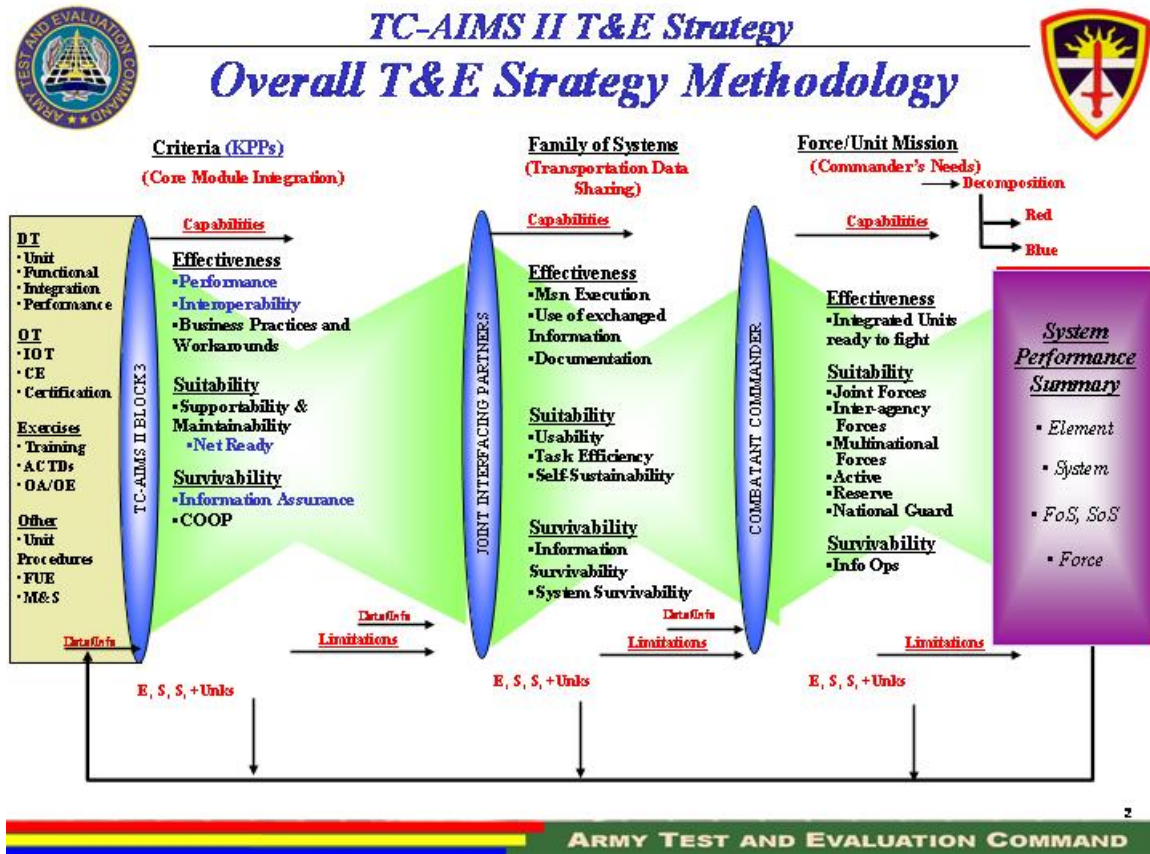 TC-AIMS II T&E Strategy
Overall T&E Strategy Methodology
ARMY TEST AND EVALUATION COMMAND
Criteria (KPPs)
(Core Module Integration)
Family of Systems
(Transportation Data
Sharing)
Force/Unit Mission
(Commander's Needs)
Decomposition
Red
Blue
DT
▪Unit
▪Functional
▪Integration
▪Performance
OT
▪IOT
▪CE
▪Certification
Exercises
▪Training
▪ACTDs
▪OA/OE
Other
▪Unit
Procedures
▪FUE
▪M&S
Data/Info
TC-AIMS II BLOCK3
Capabilities
Effectiveness
▪Performance
▪Interoperability
▪Business Practices and
Workarounds
Suitability
▪Supportability &
Maintainability
▪Net Ready
Survivability
▪Information Assurance
▪COOP
Data/Info
Limitations
E, S, S, +Unks
JOINT INTERFACING PARTNERS
Capabilities
Effectiveness
▪Msn Execution
▪Use of exchanged
Information
▪Documentation
Suitability
▪Usability
▪Task Efficiency
▪Self-Sustainability
Survivability
▪Information
Survivability
▪System Survivability
Data/Info
Limitations
E, S, S, +Unks
COMBATANT COMMANDER
Capabilities
Effectiveness
▪Integrated Units
ready to fight
Suitability
▪Joint Forces
▪Inter-agency
Forces
▪Multinational
Forces
▪Active
▪Reserve
▪National Guard
Survivability
▪Info Ops
Limitations
E, S, S, +Unks
System
Performance
Summary
▪ Element
▪ System
▪ FoS, SoS
▪ Force
2
ARMY TEST AND EVALUATION COMMAND